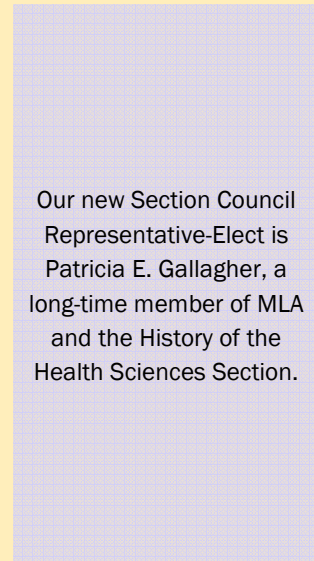 Our new Section Council
Representative-Elect is
Patricia E. Gallagher, a
long-time member of MLA
and the History of the
Health Sciences Section.